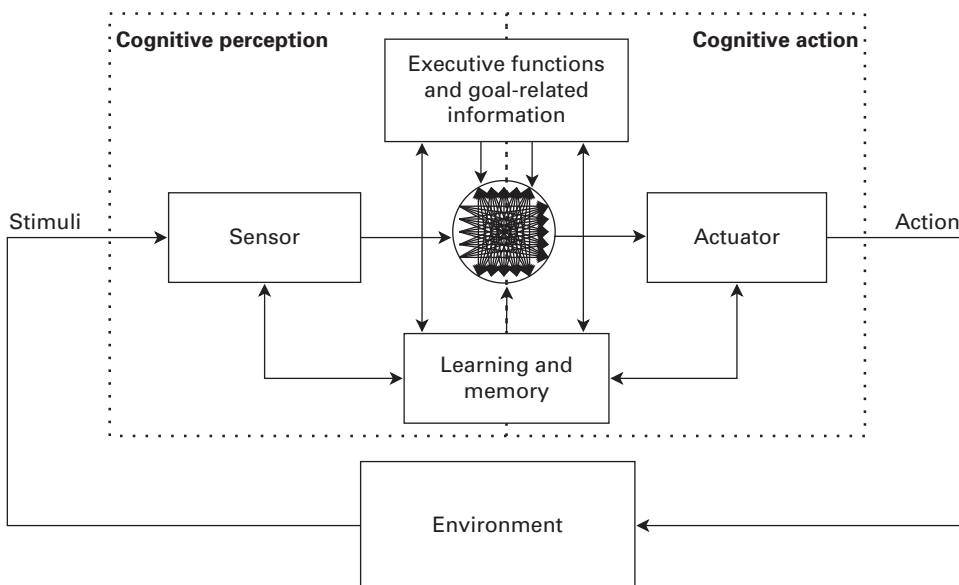 Cognitive perception
Cognitive action
Executive functions
and goal-related
information
Stimuli
Sensor
Actuator
Action
Learning and
memory
Environment